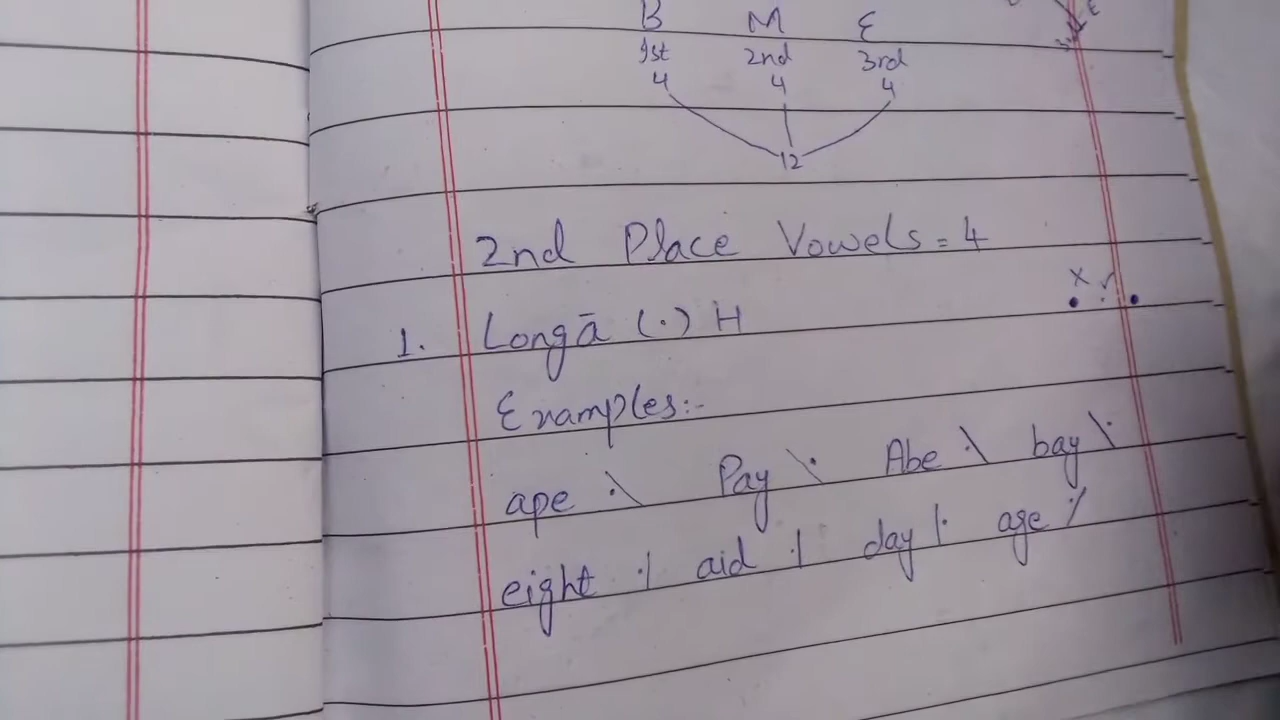 B M E
1st 2nd 3rd
4 4 4
12
2nd Place Vowels = 4
x ✓
1. Long ā (.) H
Examples:-
ape .\ Pay \. Abe .\ bay \.
eight .| aid .| day |. age ./